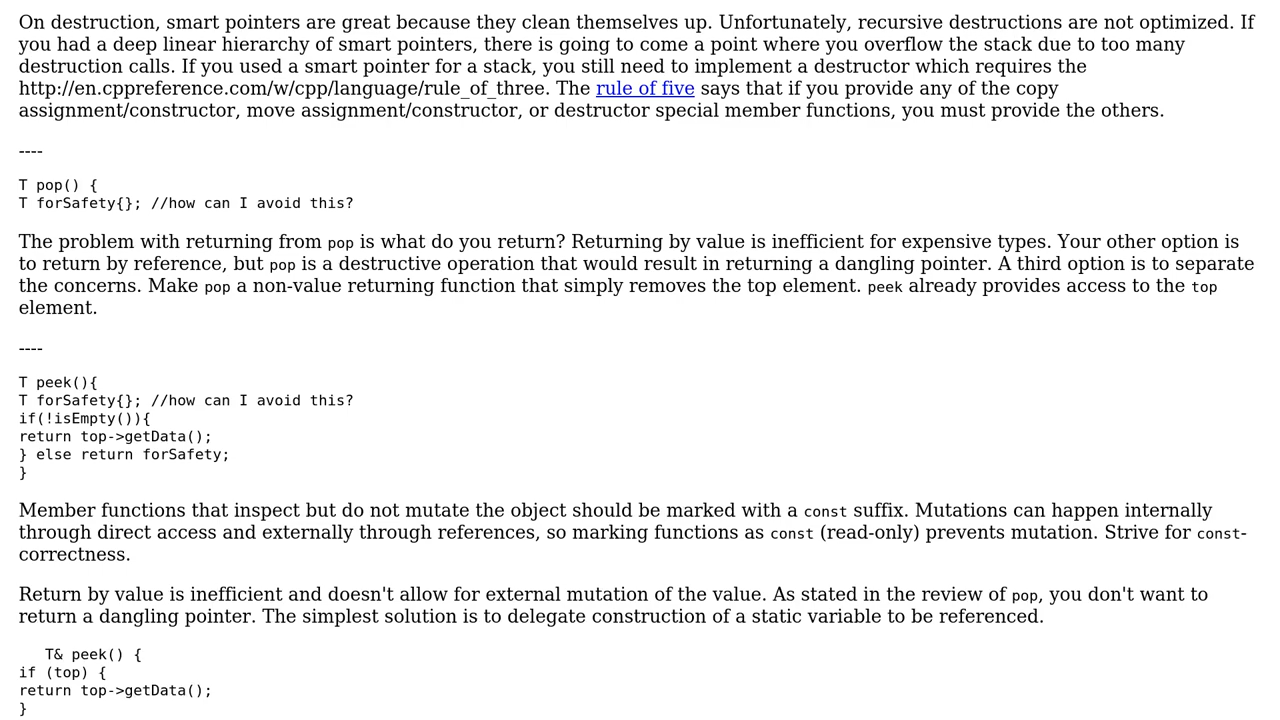 On destruction, smart pointers are great because they clean themselves up. Unfortunately, recursive destructions are not optimized. If
you had a deep linear hierarchy of smart pointers, there is going to come a point where you overflow the stack due to too many
destruction calls. If you used a smart pointer for a stack, you still need to implement a destructor which requires the
http://en.cppreference.com/w/cpp/language/rule_of_three. The rule of five says that if you provide any of the copy
assignment/constructor, move assignment/constructor, or destructor special member functions, you must provide the others.
----
T pop() {
T forSafety{}; //how can I avoid this?
The problem with returning from pop is what do you return? Returning by value is inefficient for expensive types. Your other option is
to return by reference, but pop is a destructive operation that would result in returning a dangling pointer. A third option is to separate
the concerns. Make pop a non-value returning function that simply removes the top element. peek already provides access to the top
element.
----
T peek(){
T forSafety{}; //how can I avoid this?
if(!isEmpty()){
return top->getData();
} else return forSafety;
}
Member functions that inspect but do not mutate the object should be marked with a const suffix. Mutations can happen internally
through direct access and externally through references, so marking functions as const (read-only) prevents mutation. Strive for const-
correctness.
Return by value is inefficient and doesn't allow for external mutation of the value. As stated in the review of pop, you don't want to
return a dangling pointer. The simplest solution is to delegate construction of a static variable to be referenced.
T& peek() {
if (top) {
return top->getData();
}